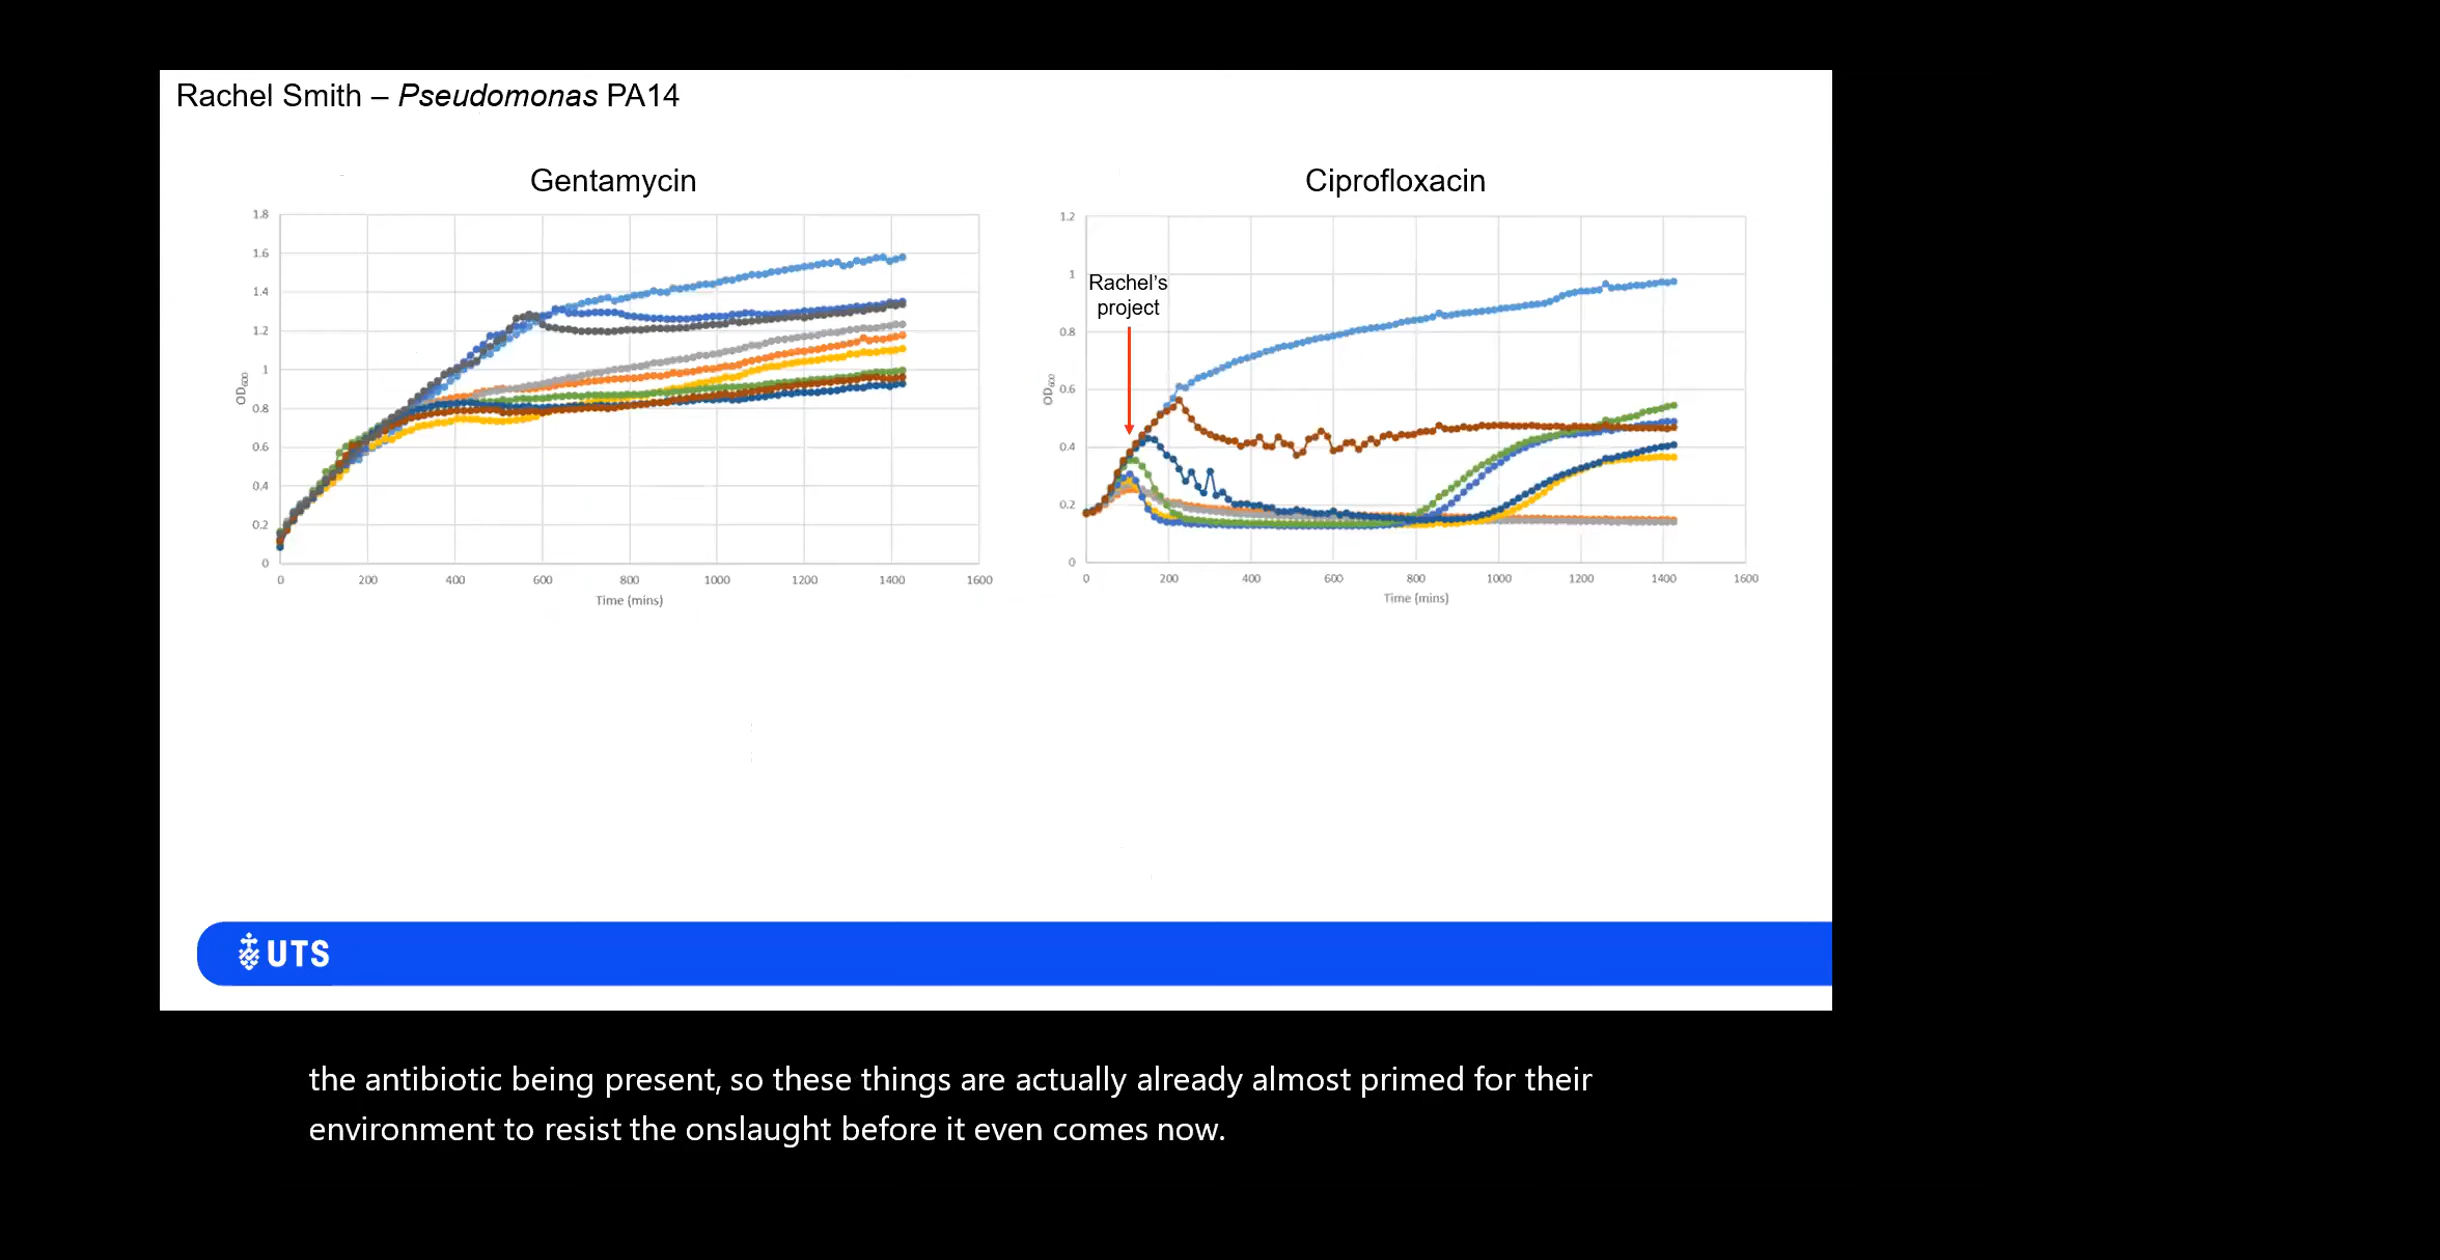 Rachel Smith – Pseudomonas PA14
Gentamycin
1.8
1.6
1.4
1.2
1
0.8
0.6
0.4
0.2
0
OD600
0 200 400 600 800 1000 1200 1400 1600
Time (mins)
Ciprofloxacin
1.2
1
0.8
0.6
0.4
0.2
0
OD600
Rachel's
project
0 200 400 600 800 1000 1200 1400 1600
Time (mins)
UTS
the antibiotic being present, so these things are actually already almost primed for their
environment to resist the onslaught before it even comes now.